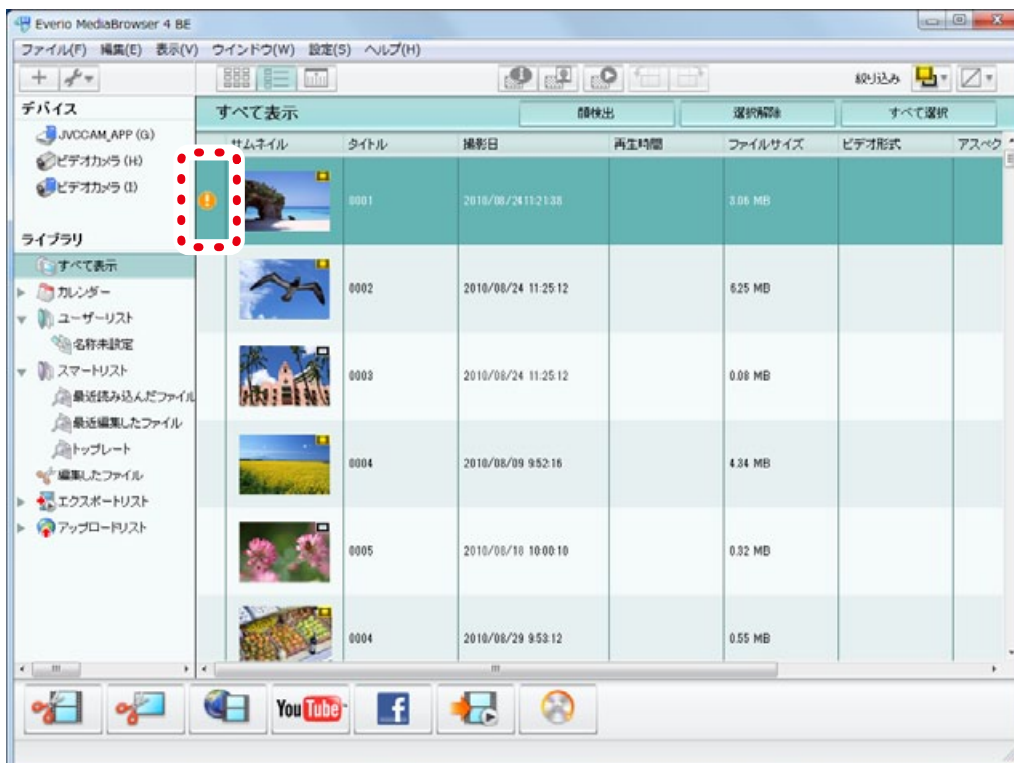 Everio MediaBrowser 4 BE
ファイル(F) 編集(E) 表示(V) ウインドウ(W) 設定(S) ヘルプ(H)
絞り込み
デバイス
JVCCAM_APP (G)
ビデオカメラ (H)
ビデオカメラ (I)
ライブラリ
すべて表示
カレンダー
ユーザーリスト
名称未設定
スマートリスト
最近読み込んだファイル
最近編集したファイル
トップレート
編集したファイル
エクスポートリスト
アップロードリスト
すべて表示 顔検出 選択解除 すべて選択
サムネイル タイトル 撮影日 再生時間 ファイルサイズ ビデオ形式 アスペク
0001 2010/08/24 11:21:38 3.06 MB
0002 2010/08/24 11:25:12 6.25 MB
0003 2010/08/24 11:25:12 0.08 MB
0004 2010/08/09 9:52:16 4.34 MB
0005 2010/08/18 10:00:10 0.32 MB
0004 2010/08/29 9:53:12 0.55 MB
YouTube
f